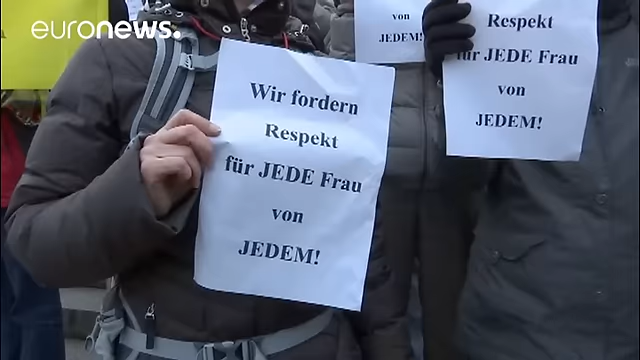 euronews.
Wir fordern
Respekt
für JEDE Frau
von
JEDEM!
von
JEDEM!
Respekt
für JEDE Frau
von
JEDEM!